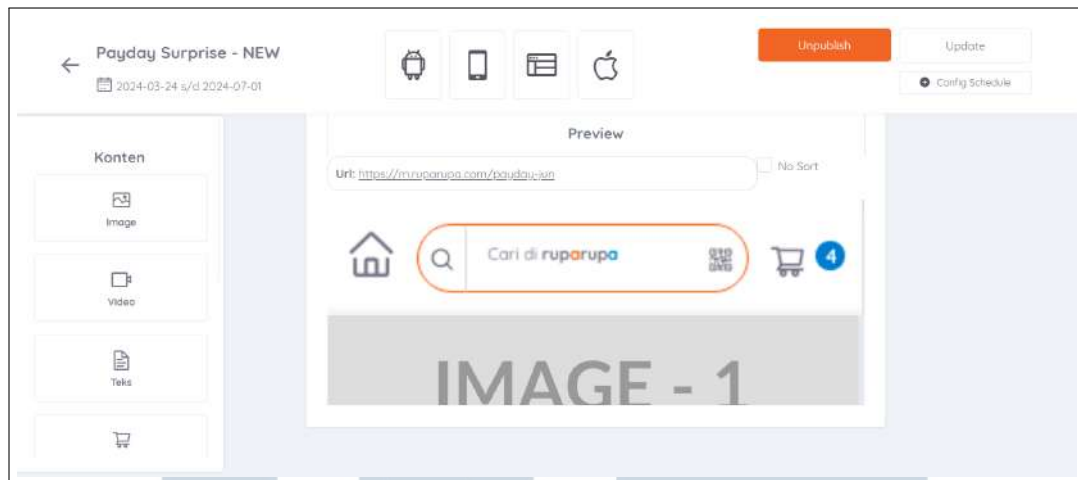 Payday Surprise - NEW
2024-03-24 s/d 2024-07-01
Unpublish
Update
Config Schedule
Konten
Image
Video
Teks
Preview
Url: https://m.ruparupa.com/payday-jun
No Sort
Cari di ruparupa
4
IMAGE - 1